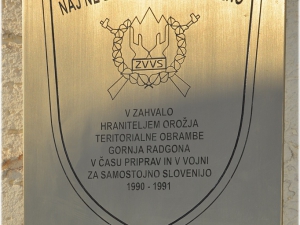 ZVVS
V ZAHVALO
HRANITELJEM OROŽJA
TERITORIALNE OBRAMBE
GORNJA RADGONA
V ČASU PRIPRAV IN V VOJNI
ZA SAMOSTOJNO SLOVENIJO
1990 - 1991